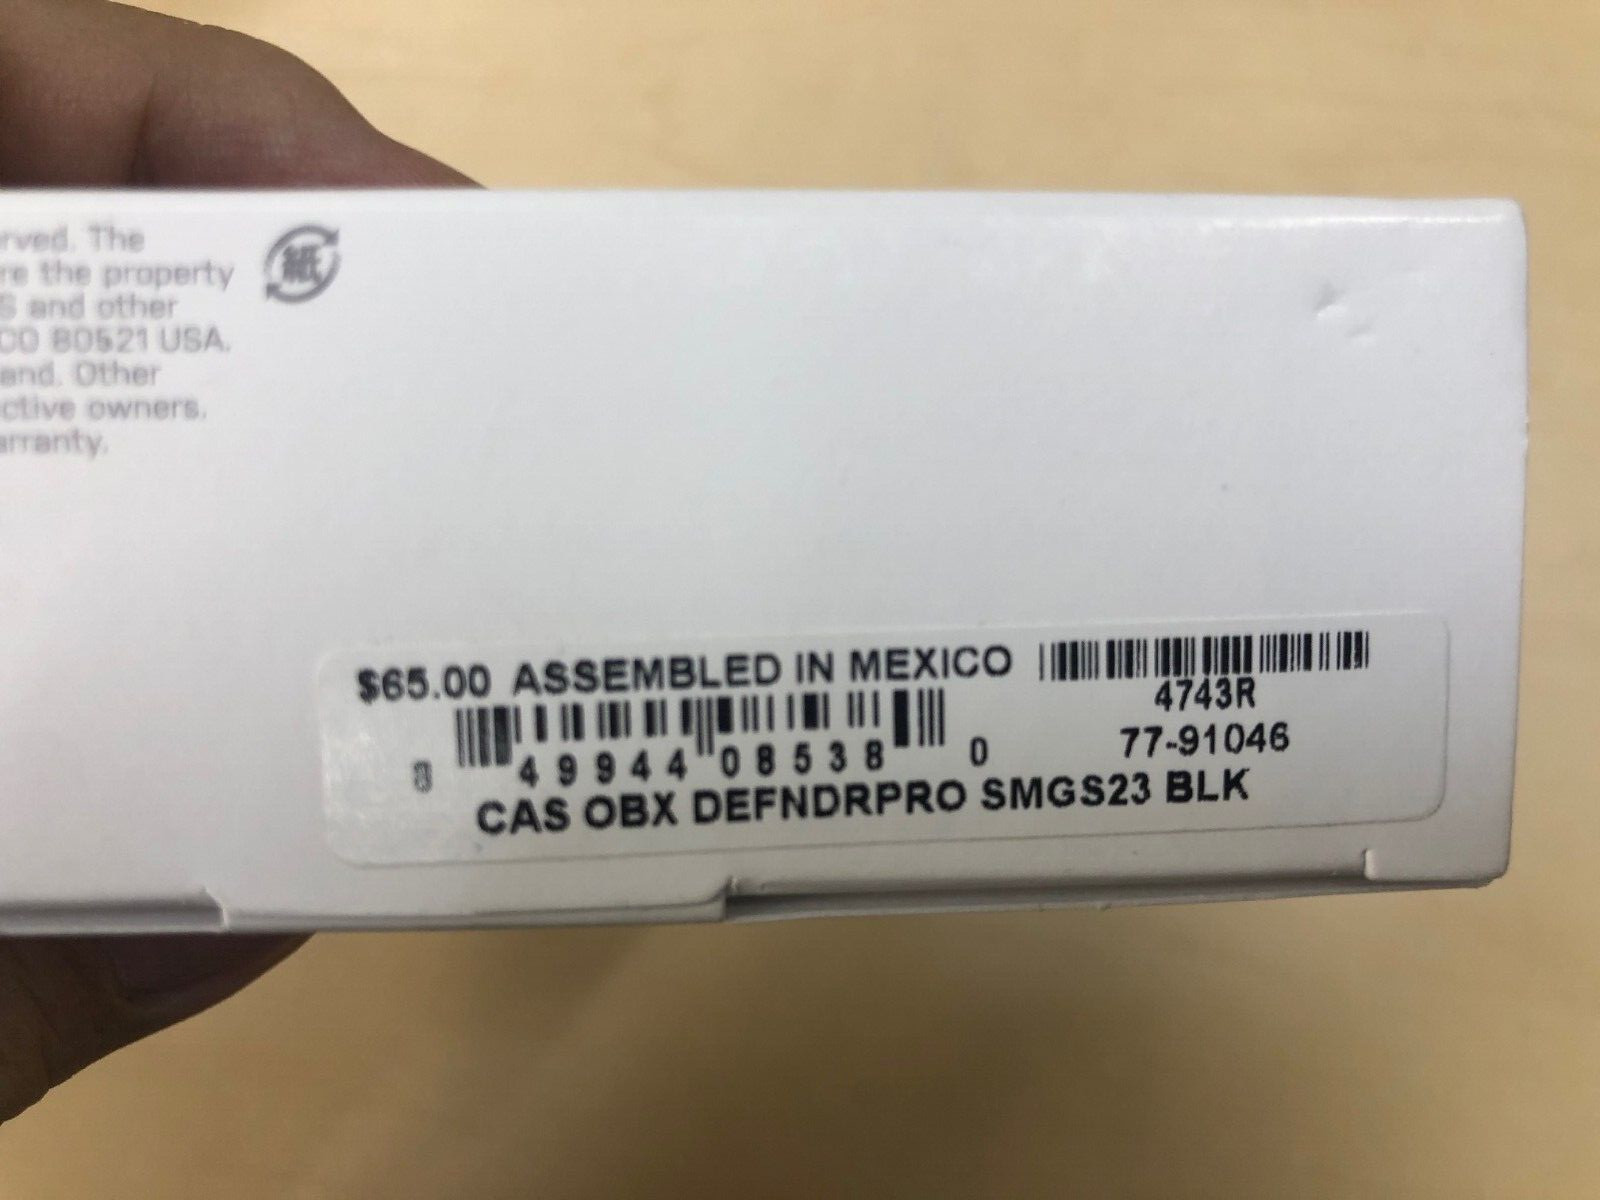 rved. The
re the property
S and other
CO 80521 USA.
and. Other
ctive owners.
arranty.
紙
$65.00 ASSEMBLED IN MEXICO
4743R
77-91046
8 49944 08538 0
CAS OBX DEFNDRPRO SMGS23 BLK